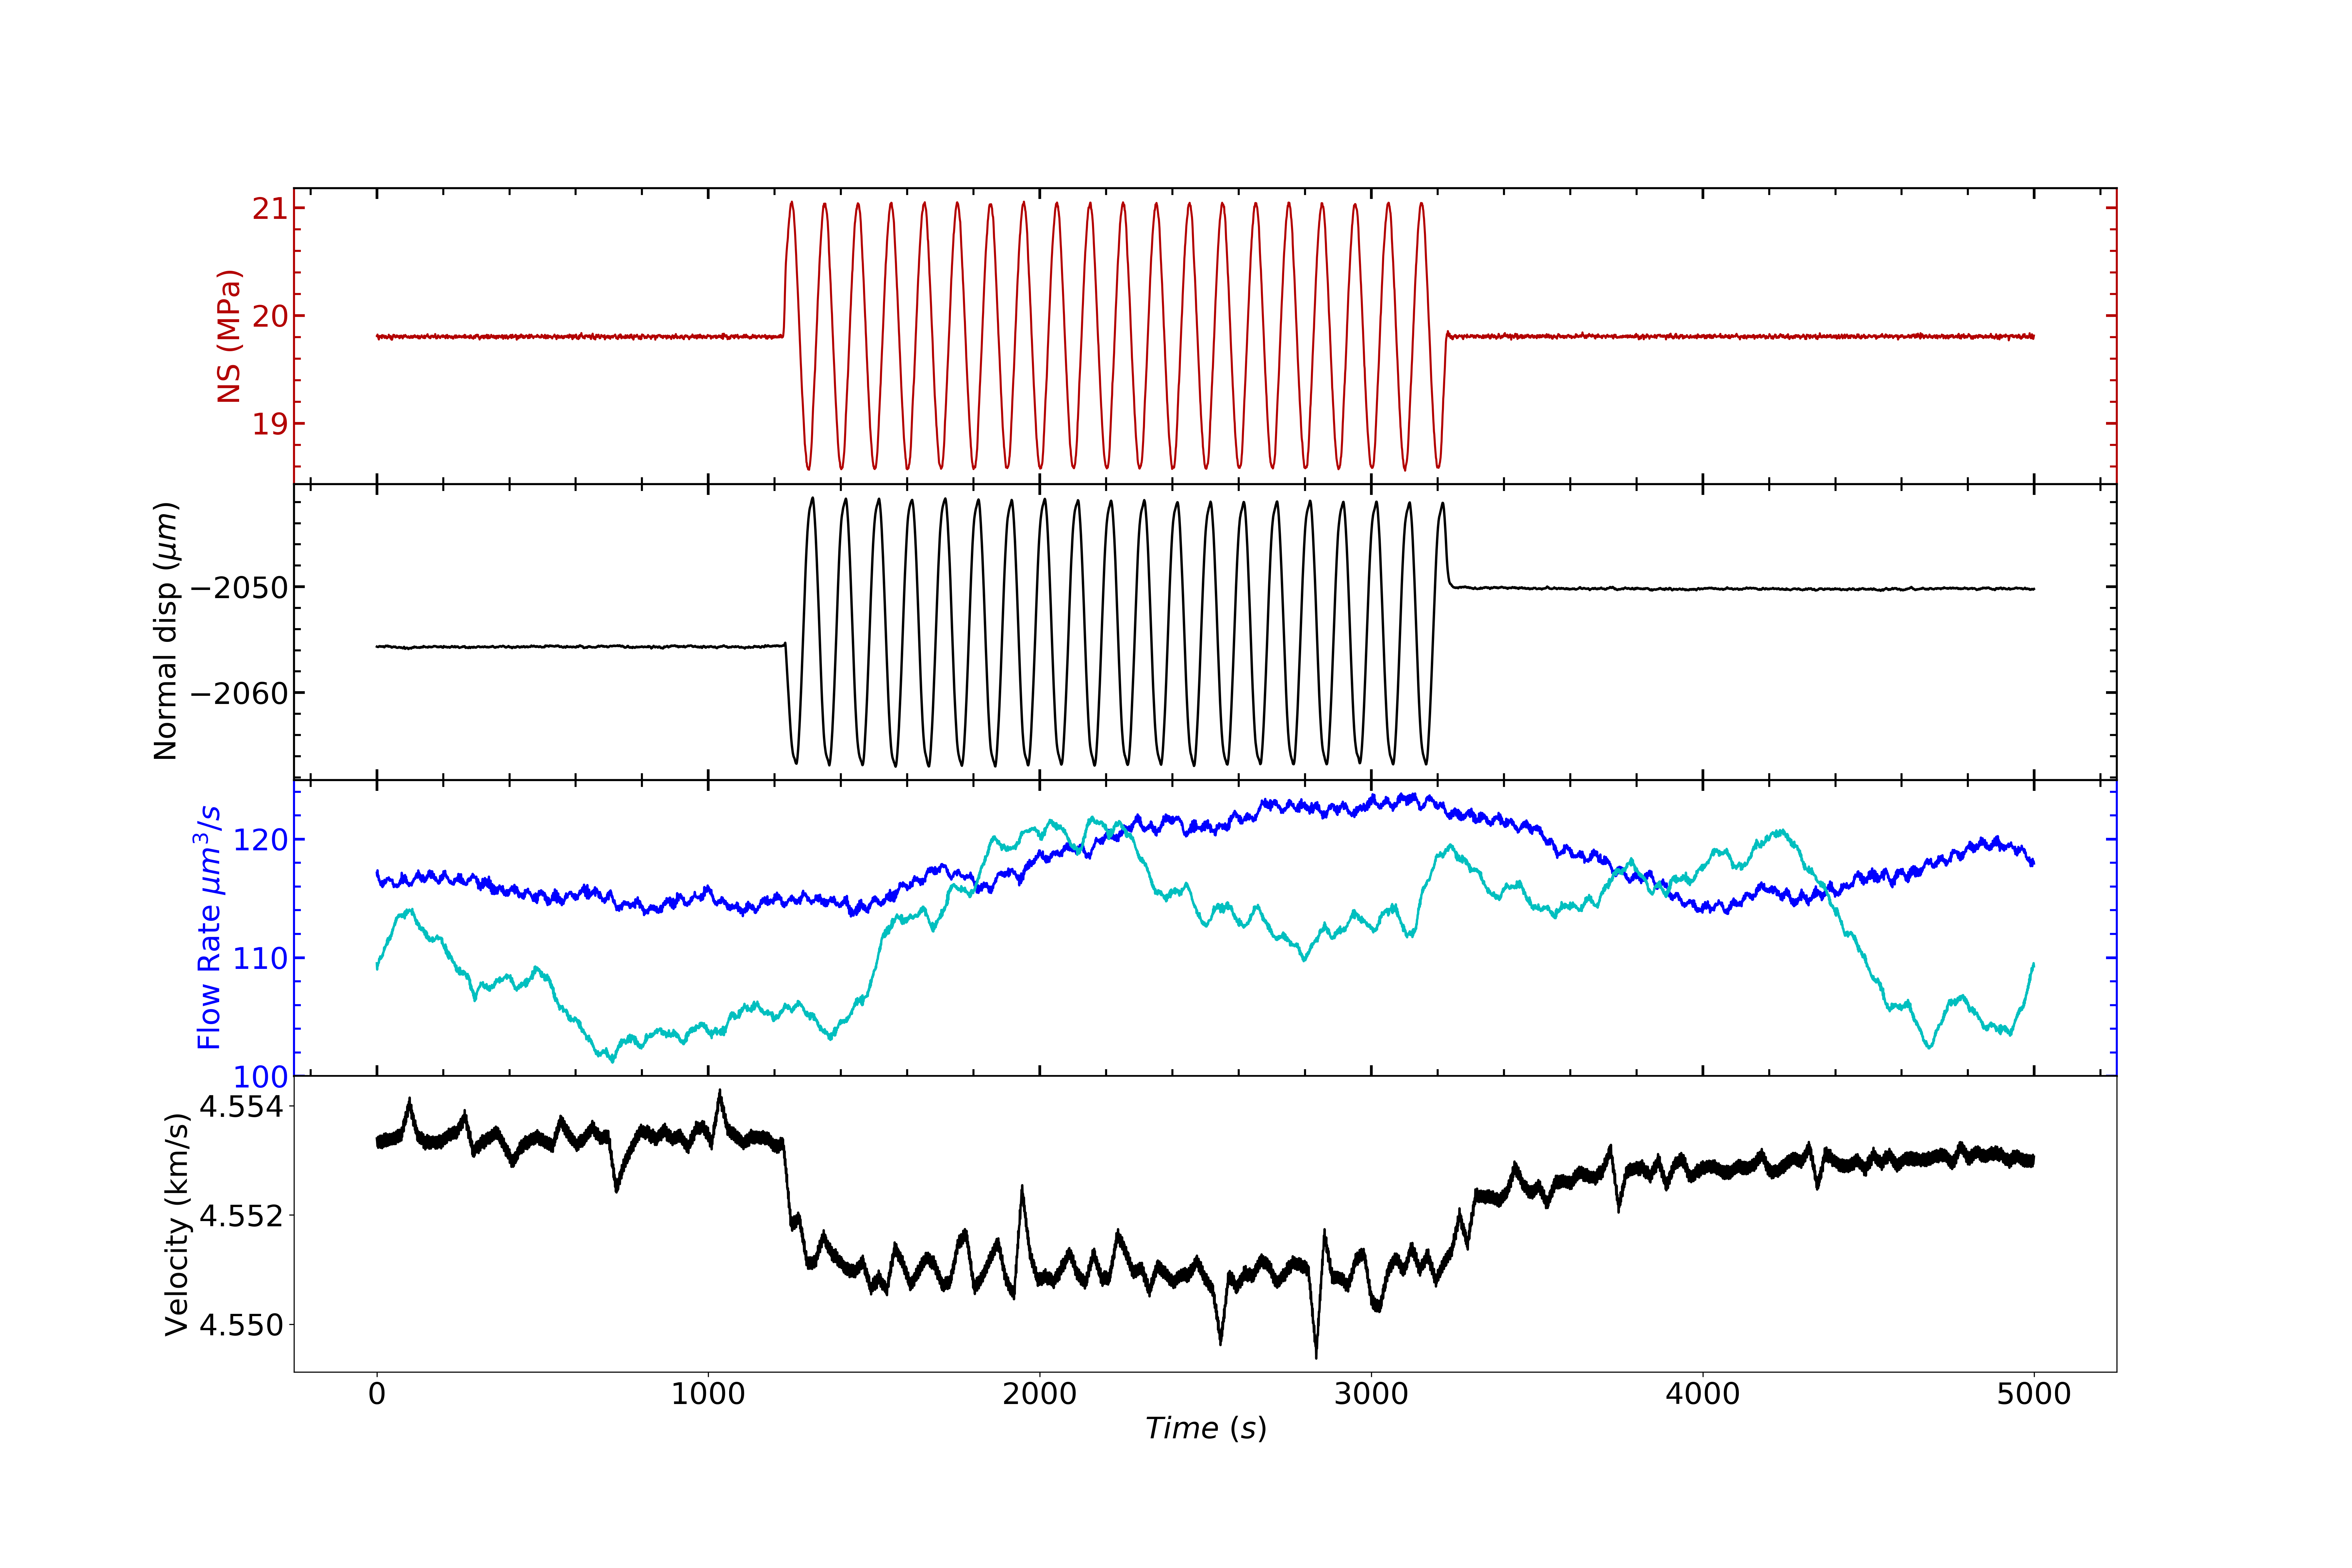 21
20
19
NS (MPa)
−2050
−2060
Normal disp (μm)
120
110
100
Flow Rate μm³/s
4.554
4.552
4.550
Velocity (km/s)
0 1000 2000 3000 4000 5000
Time (s)